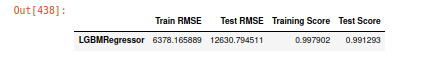 Out[438]:
Train RMSE Test RMSE Training Score Test Score
LGBMRegressor 6378.165889 12630.794511 0.997902 0.991293